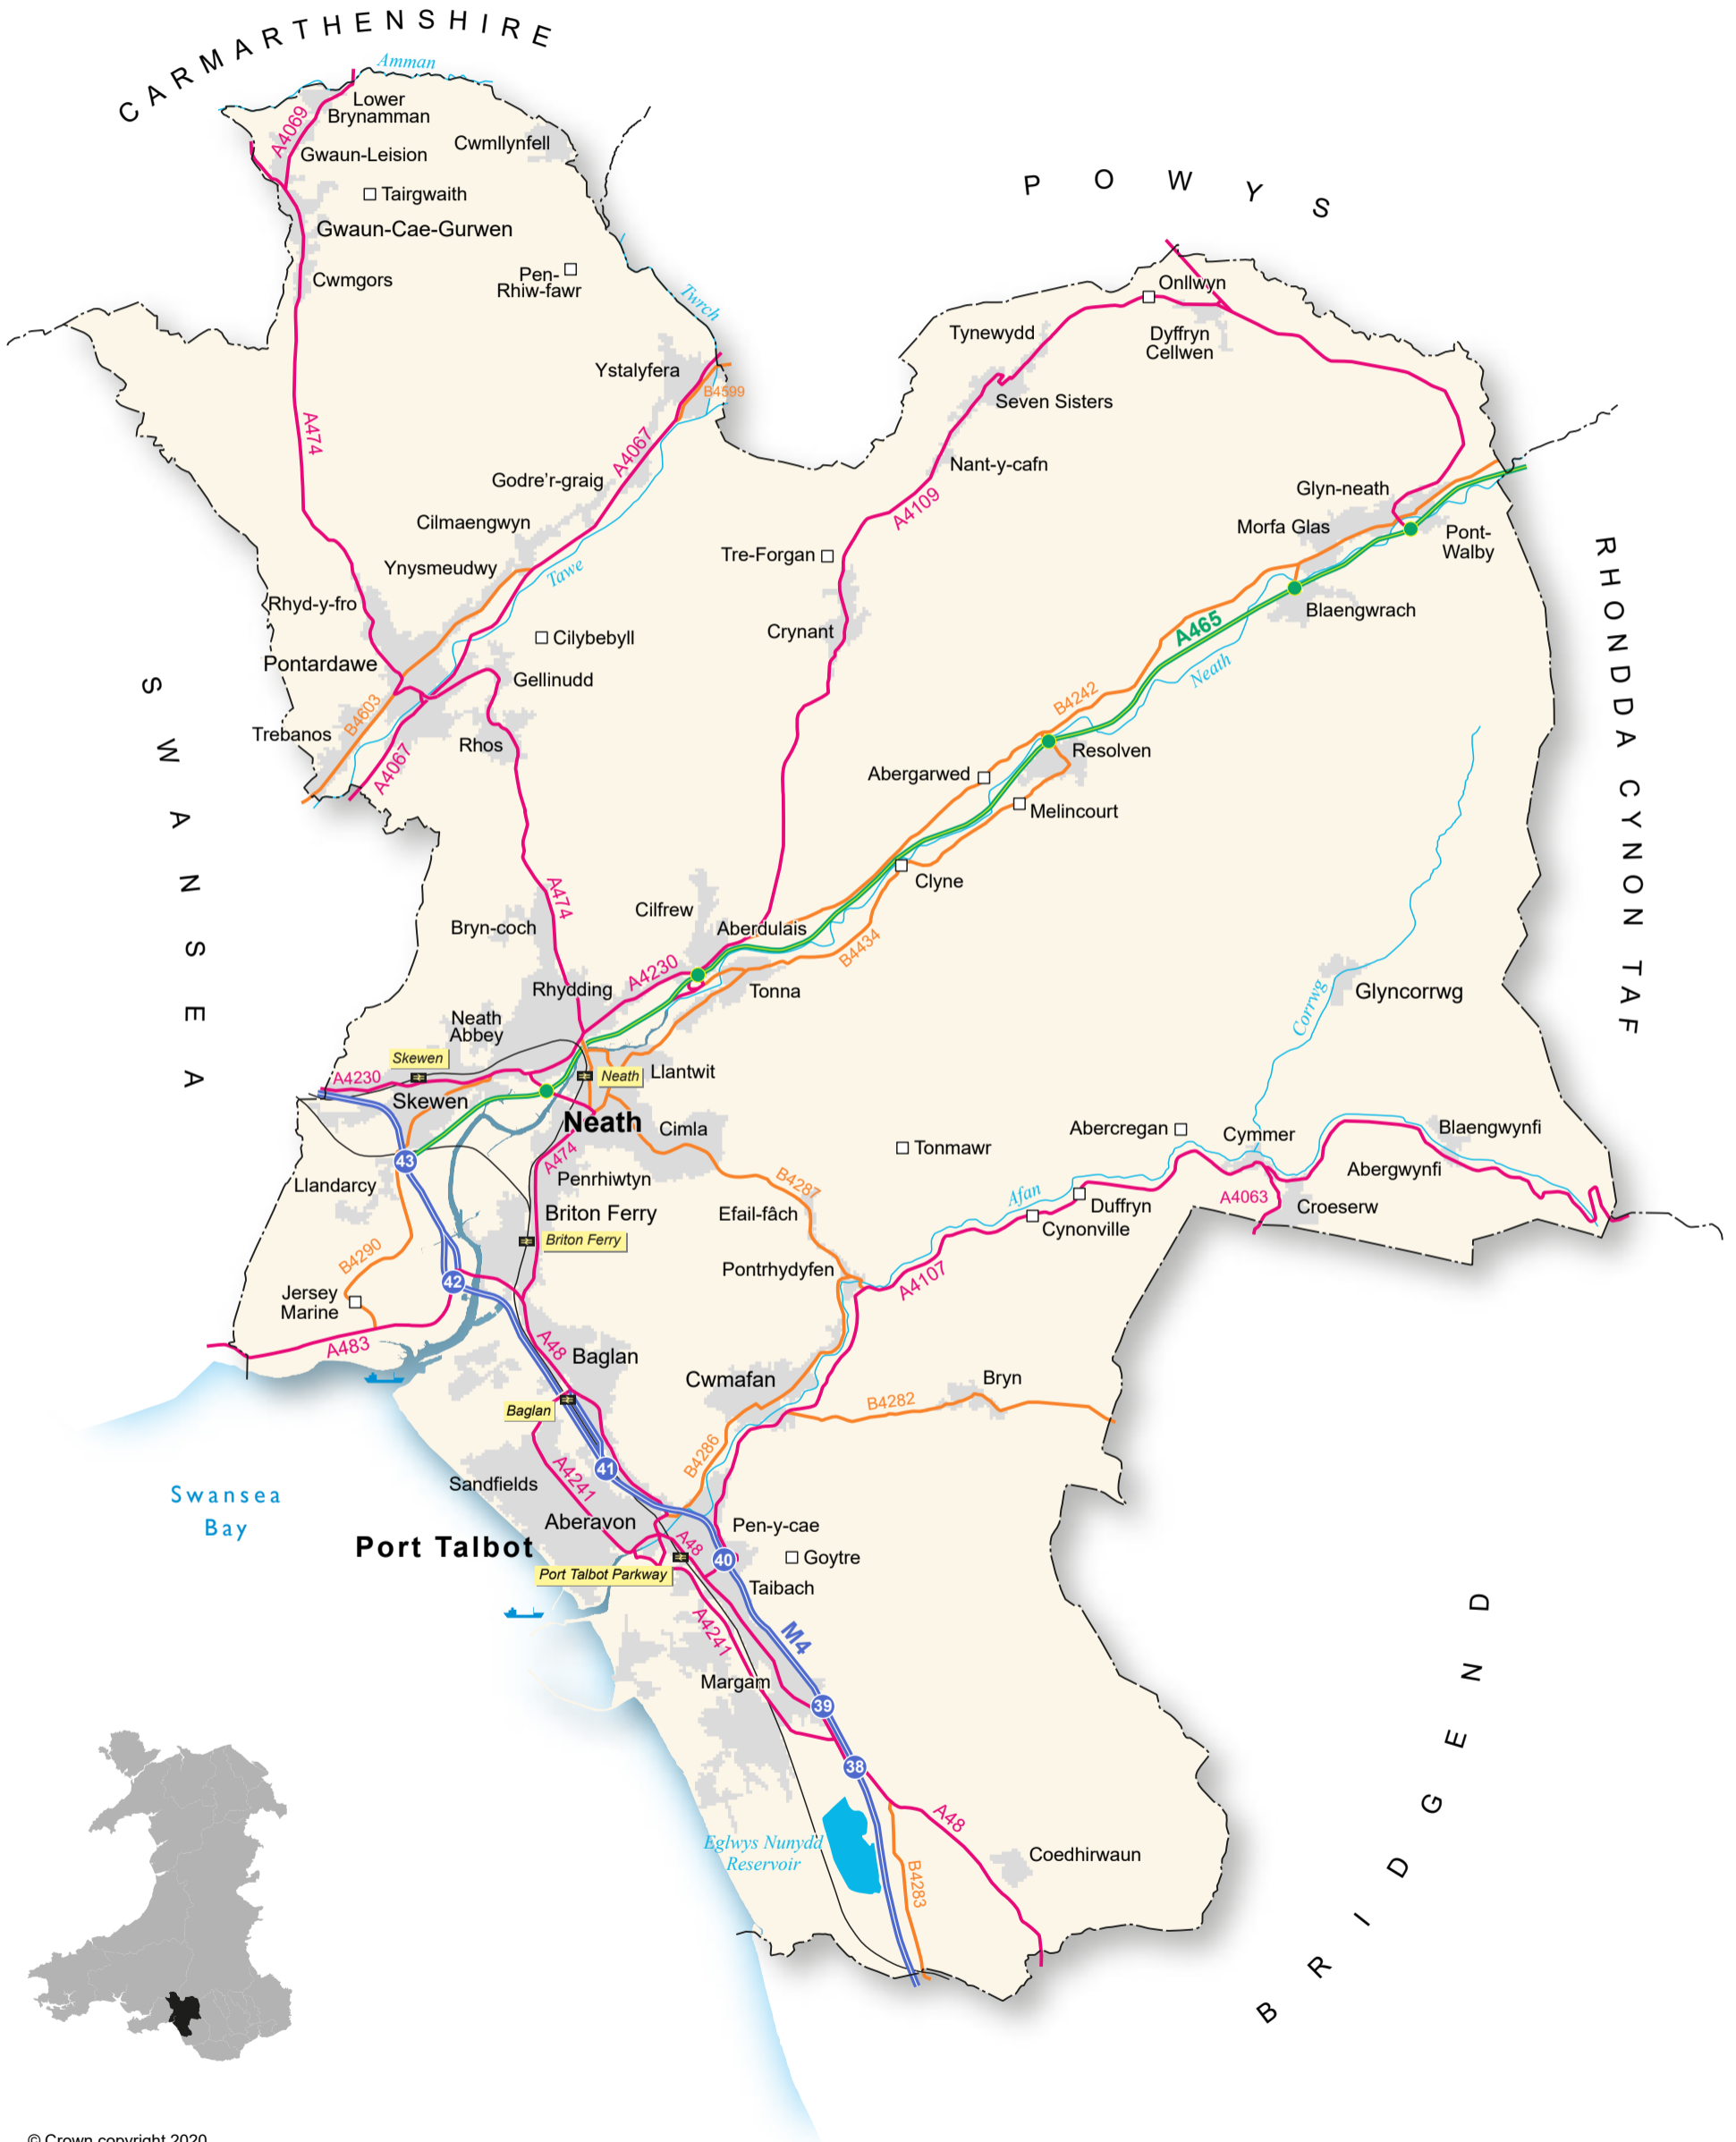 CARMARTHENSHIRE
Amman
Lower
Brynamman
A4069
Cwmllynfell
Gwaun-Leision
Tairgwaith
POWYS
Gwaun-Cae-Gurwen
Pen-
Rhiw-fawr
Cwmgors
Twrch
Onllwyn
Tynewydd
Dyffryn
Cellwen
Ystalyfera
B4599
Seven Sisters
A474
A4067
Nant-y-cafn
Godre'r-graig
Glyn-neath
A4109
Cilmaengwyn
Morfa Glas
Pont-
Walby
Tre-Forgan
Ynysmeudwy
Tawe
RHONDDA CYNON TAF
Rhyd-y-fro
Blaengwrach
Crynant
Cilybebyll
A465
Pontardawe
Neath
Gellinudd
SWANSEA
B4603
B4242
Trebanos
Rhos
Resolven
A4067
Abergarwed
Melincourt
Clyne
A474
Cilfrew
Bryn-coch
Aberdulais
B4434
A4230
Rhydding
Tonna
Glyncorrwg
Corrwg
Neath
Abbey
Skewen
A4230
Neath
Llantwit
Skewen
Neath
Cimla
Abercregan
Cymmer
Blaengwynfi
Tonmawr
A474
Abergwynfi
Penrhiwtyn
B4287
Llandarcy
Afan
A4063
Duffryn
Croeserw
Briton Ferry
Efail-fâch
Cynonville
Briton Ferry
B4290
Pontrhydyfen
A4107
43
42
Jersey
Marine
A483
A48
Baglan
Cwmafan
Bryn
B4282
Baglan
B4286
41
A4241
Sandfields
Swansea
Bay
Aberavon
Pen-y-cae
Port Talbot
A48
40
Goytre
Port Talbot Parkway
Taibach
A4241
M4
BRIDGEND
Margam
39
38
A48
Eglwys Nunydd
Reservoir
Coedhirwaun
B4283
© Crown copyright 2020